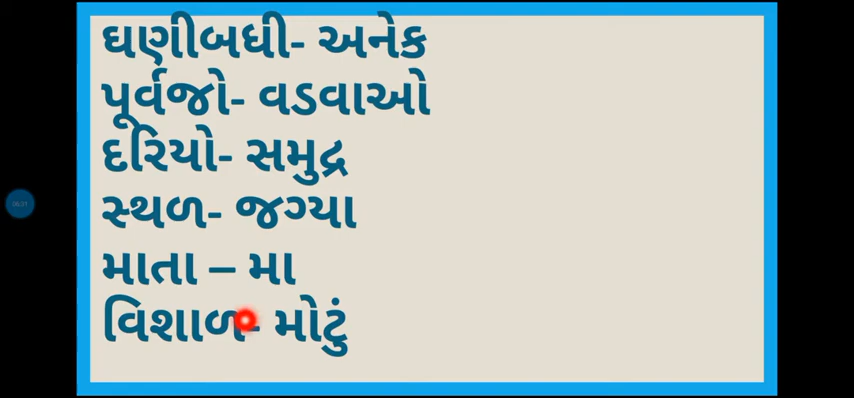 ઘણીબધી- અનેક
પૂર્વજો- વડવાઓ
દરિયો- સમુદ્ર
સ્થળ- જગ્યા
માતા – મા
વિશાળ- મોટું